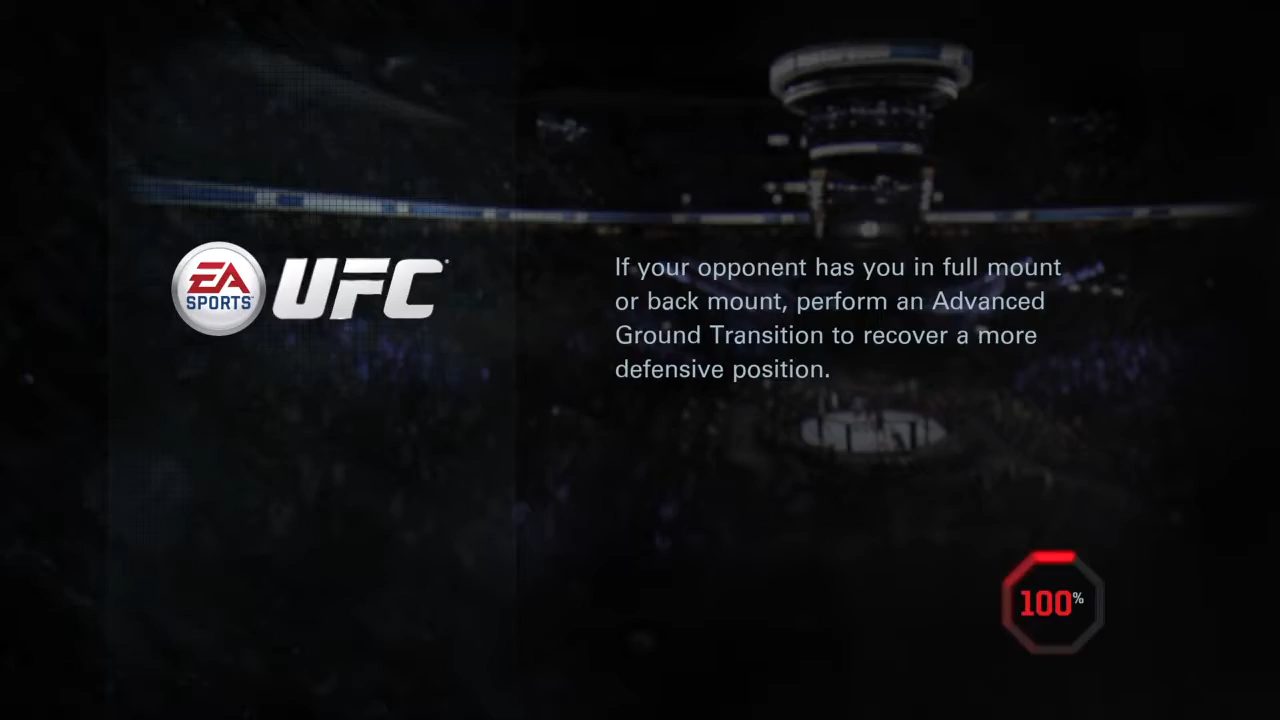 EA
SPORTS
UFC
If your opponent has you in full mount
or back mount, perform an Advanced
Ground Transition to recover a more
defensive position.
100%